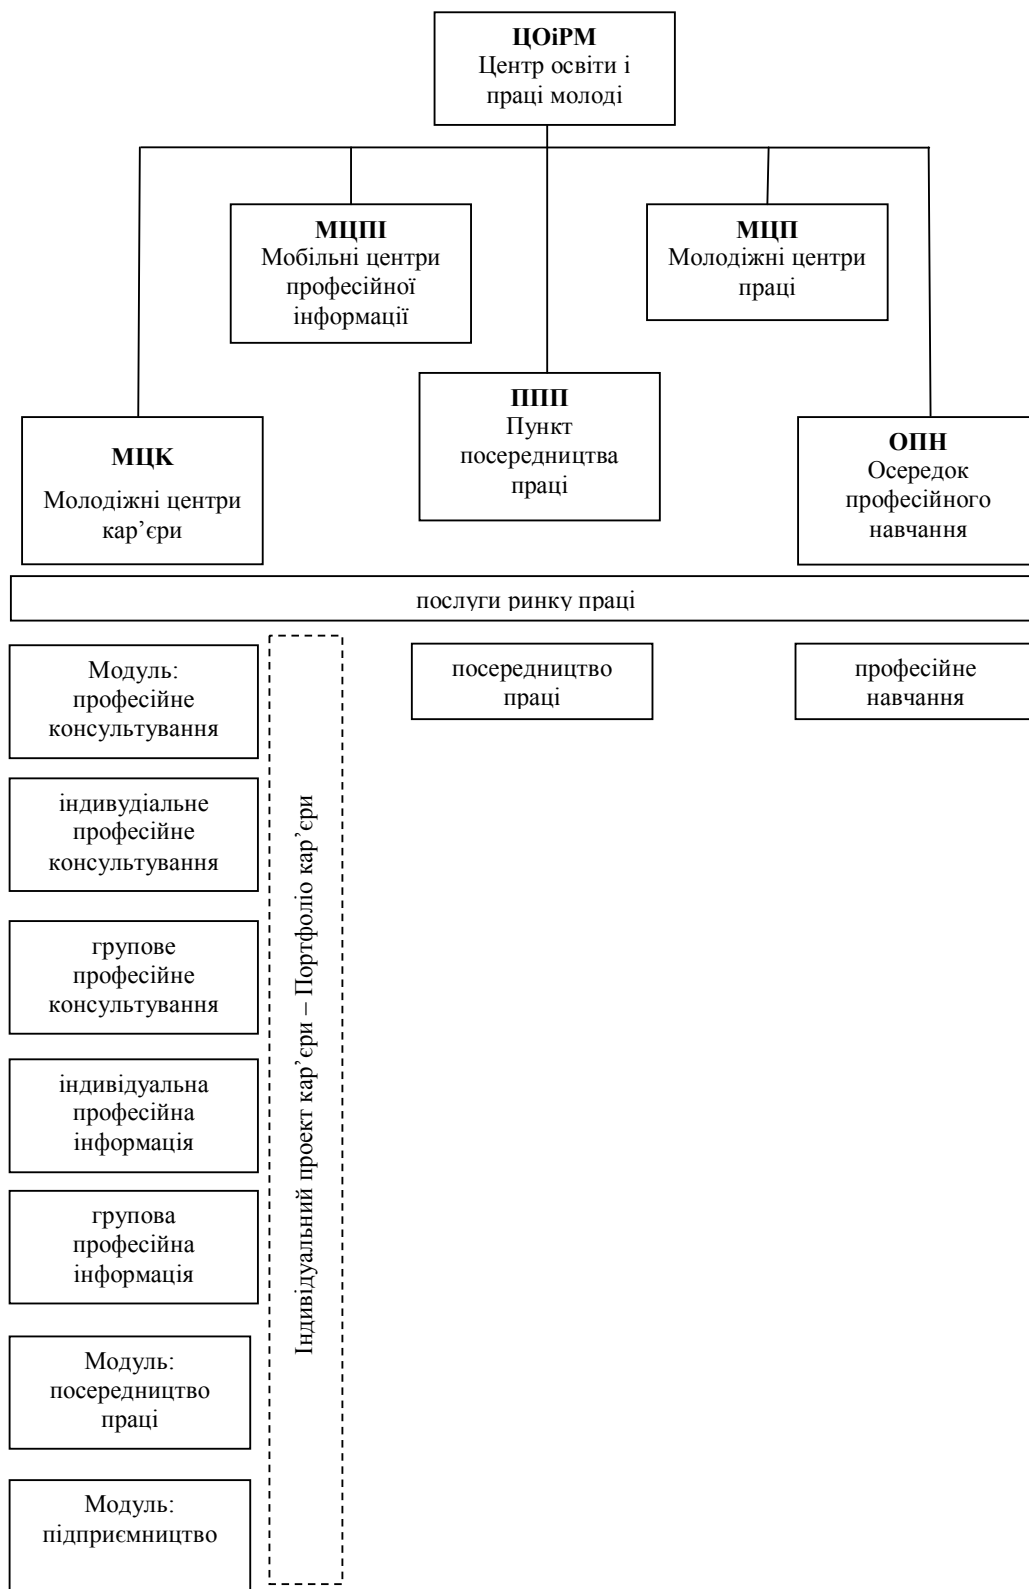 ЦОіРМ
Центр освіти і
праці молоді
МЦПІ
Мобільні центри
професійної
інформації
МЦП
Молодіжні центри
праці
ППП
Пункт
посередництва
праці
МЦК
Молодіжні центри
кар’єри
ОПН
Осередок
професійного
навчання
послуги ринку праці
Модуль:
професійне
консультування
індивудіальне
професійне
консультування
групове
професійне
консультування
індивідуальна
професійна
інформація
групова
професійна
інформація
Модуль:
посередництво
праці
Модуль:
підприємництво
Індивідуальний проект кар’єри – Портфоліо кар’єри
посередництво
праці
професійне
навчання